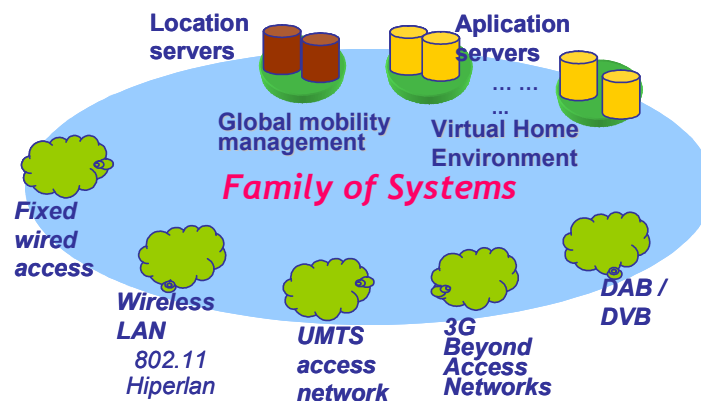 Location
servers
Aplication
servers
... ...
...
Global mobility
management
Virtual Home
Environment
Family of Systems
Fixed
wired
access
Wireless
LAN
802.11
Hiperlan
UMTS
access
network
3G
Beyond
Access
Networks
DAB /
DVB